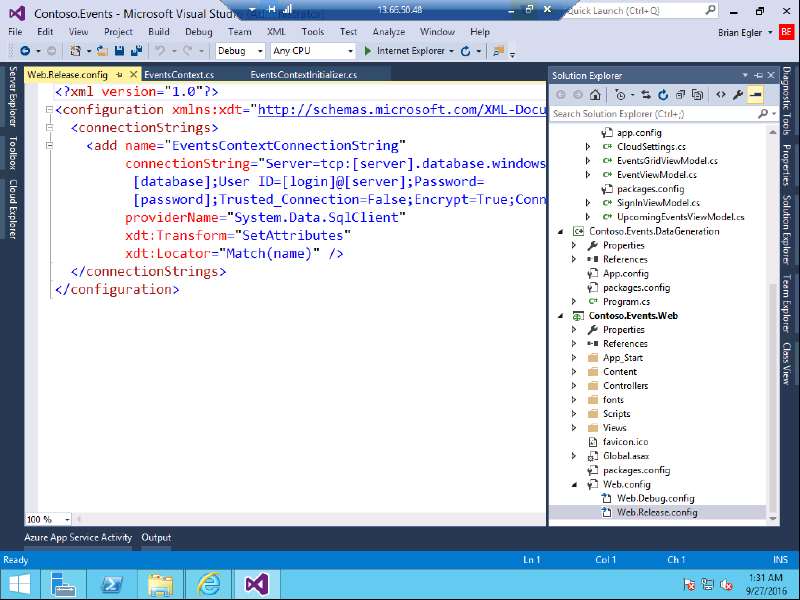 Contoso.Events - Microsoft Visual Stu
13.66.50.48
Quick Launch (Ctrl+Q)
File Edit View Project Build Debug Team XML Tools Test Analyze Window Help
Brian Egler BE
Debug Any CPU Internet Explorer
Web.Release.config EventsContext.cs EventsContextInitializer.cs
Server Explorer
Toolbox
Cloud Explorer
<?xml version="1.0"?>
<configuration xmlns:xdt="http://schemas.microsoft.com/XML-Docu
<connectionStrings>
<add name="EventsContextConnectionString"
connectionString="Server=tcp:[server].database.windows
[database];User ID=[login]@[server];Password=
[password];Trusted_Connection=False;Encrypt=True;Conn
providerName="System.Data.SqlClient"
xdt:Transform="SetAttributes"
xdt:Locator="Match(name)" />
</connectionStrings>
</configuration>
100 %
Solution Explorer
Search Solution Explorer (Ctrl+;)
app.config
CloudSettings.cs
EventsGridViewModel.cs
EventViewModel.cs
packages.config
SignInViewModel.cs
UpcomingEventsViewModel.cs
Contoso.Events.DataGeneration
Properties
References
App.config
packages.config
Program.cs
Contoso.Events.Web
Properties
References
App_Start
Content
Controllers
fonts
Scripts
Views
favicon.ico
Global.asax
packages.config
Web.config
Web.Debug.config
Web.Release.config
Diagnostic Tools
Properties
Solution Explorer
Team Explorer
Class View
Azure App Service Activity Output
Ready Ln 1 Col 1 Ch 1 INS
1:31 AM
9/27/2016